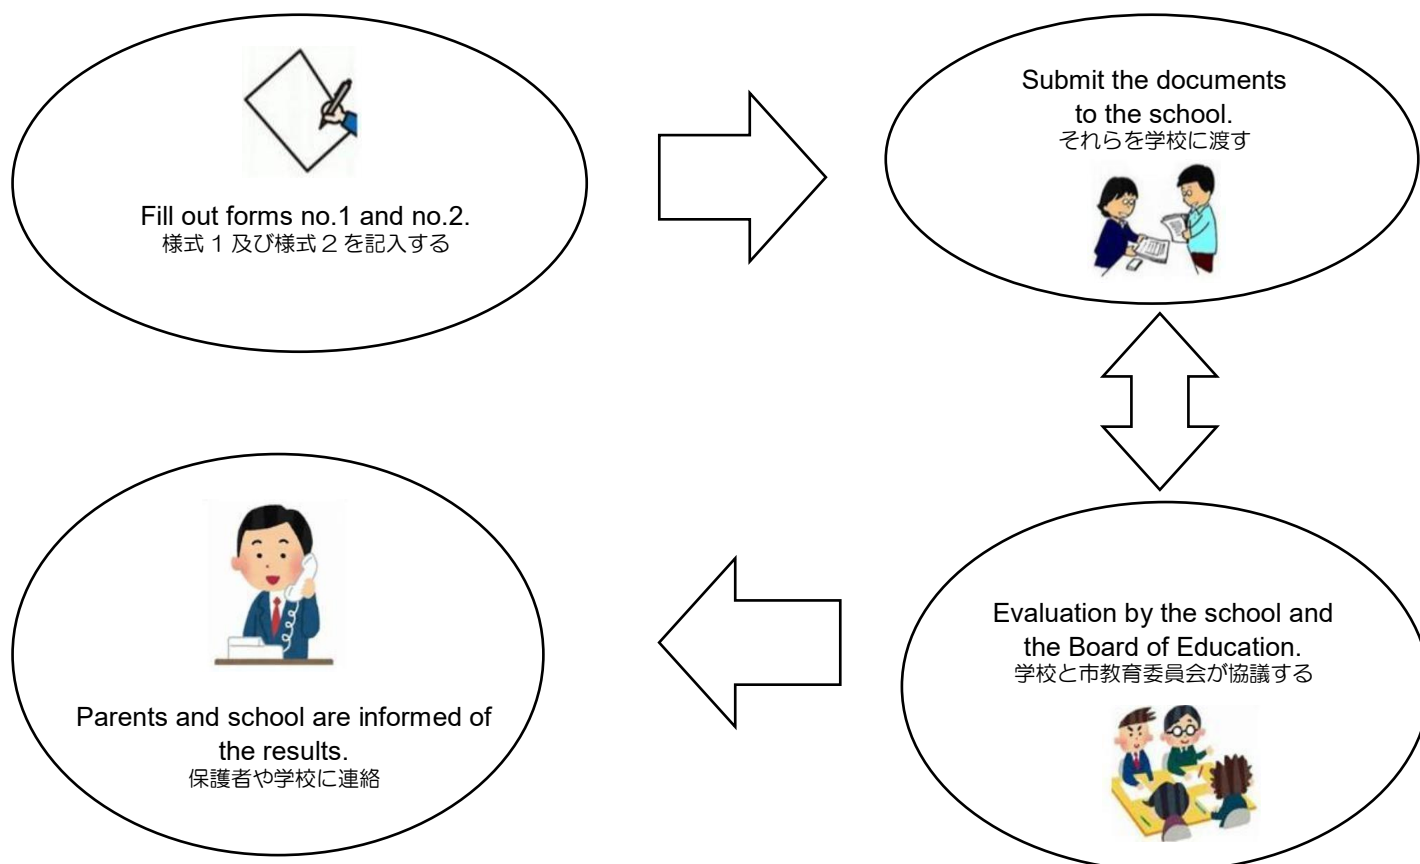 Fill out forms no.1 and no.2.
様式１及び様式２を記入する
Submit the documents
to the school.
それらを学校に渡す
Evaluation by the school and
the Board of Education.
学校と市教育委員会が協議する
Parents and school are informed of
the results.
保護者や学校に連絡